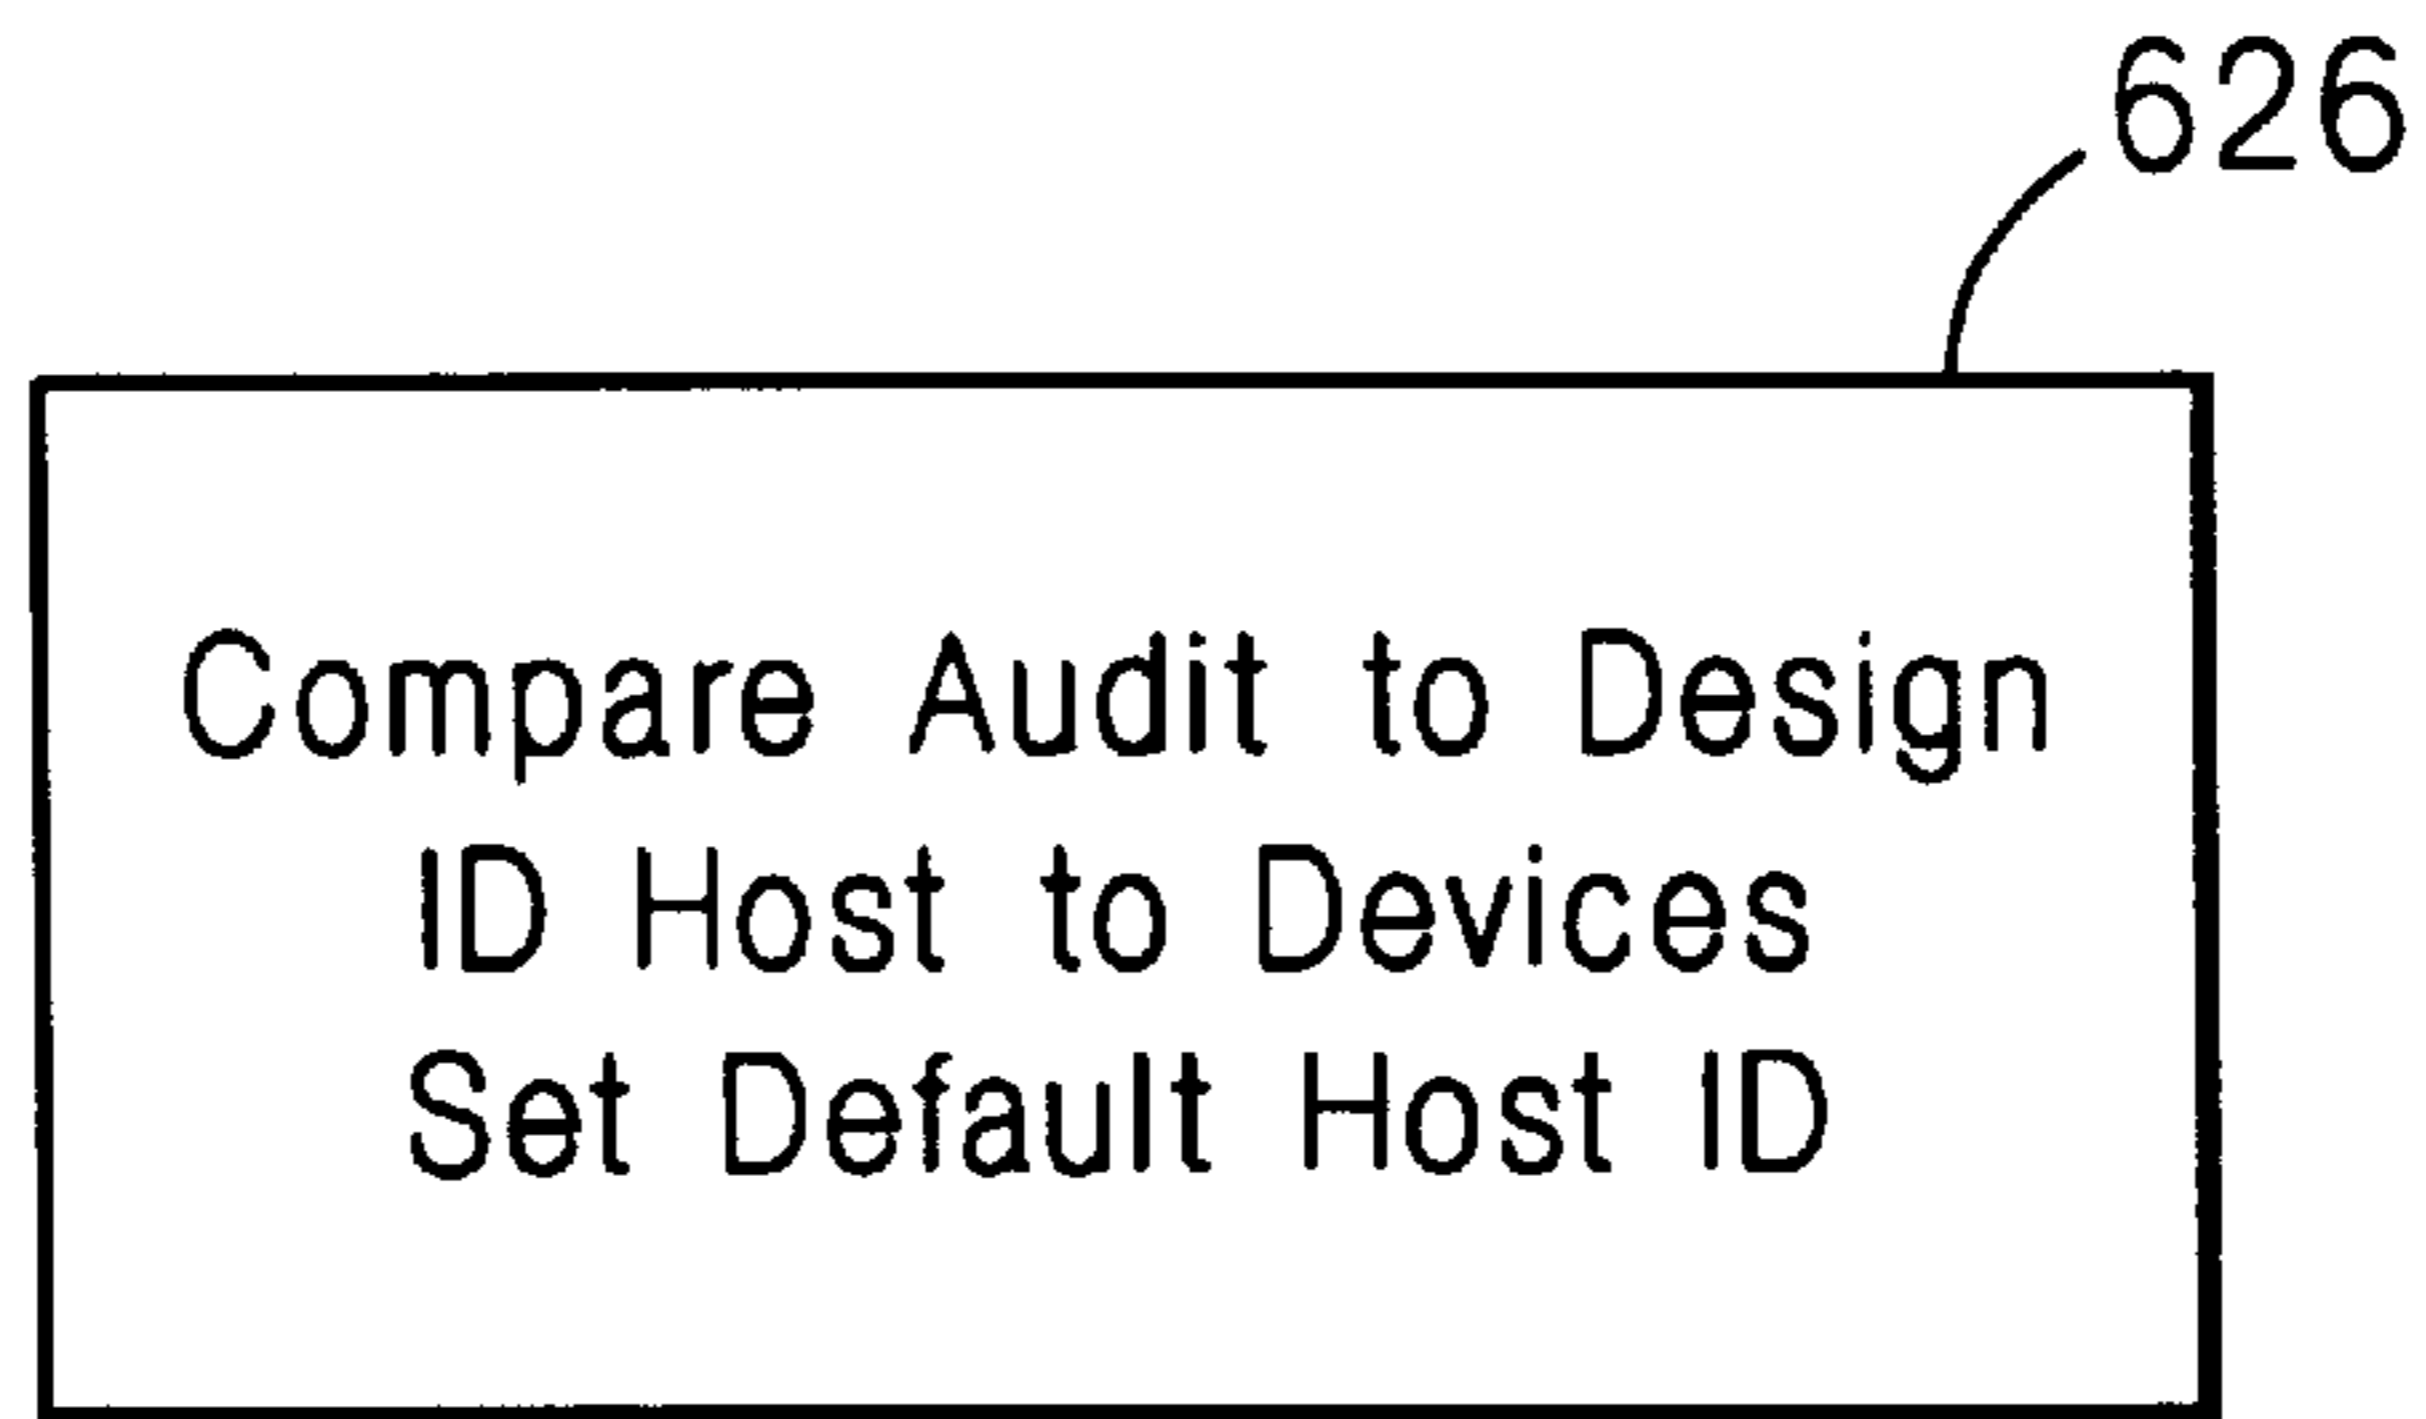 626
Compare Audit to Design
ID Host to Devices
Set Default Host ID